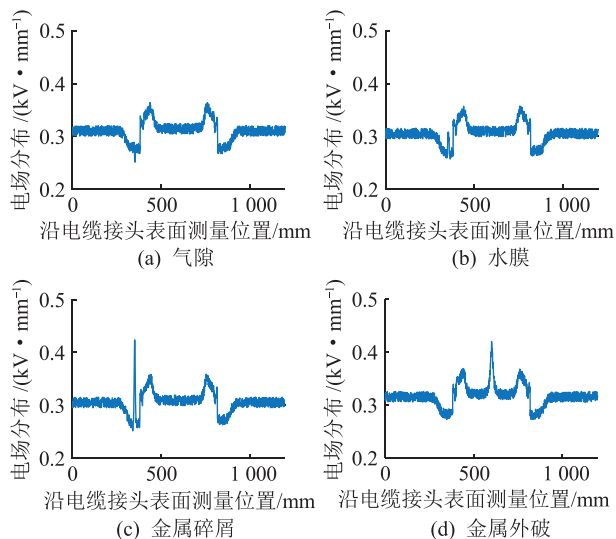 0.5
0.4
0.3
0.2
电场分布 /(kV·mm⁻¹)
0 500 1 000
沿电缆接头表面测量位置/mm
(a) 气隙
0.5
0.4
0.3
0.2
电场分布 /(kV·mm⁻¹)
0 500 1 000
沿电缆接头表面测量位置/mm
(b) 水膜
0.5
0.4
0.3
0.2
电场分布 /(kV·mm⁻¹)
0 500 1 000
沿电缆接头表面测量位置/mm
(c) 金属碎屑
0.5
0.4
0.3
0.2
电场分布 /(kV·mm⁻¹)
0 500 1 000
沿电缆接头表面测量位置/mm
(d) 金属外破